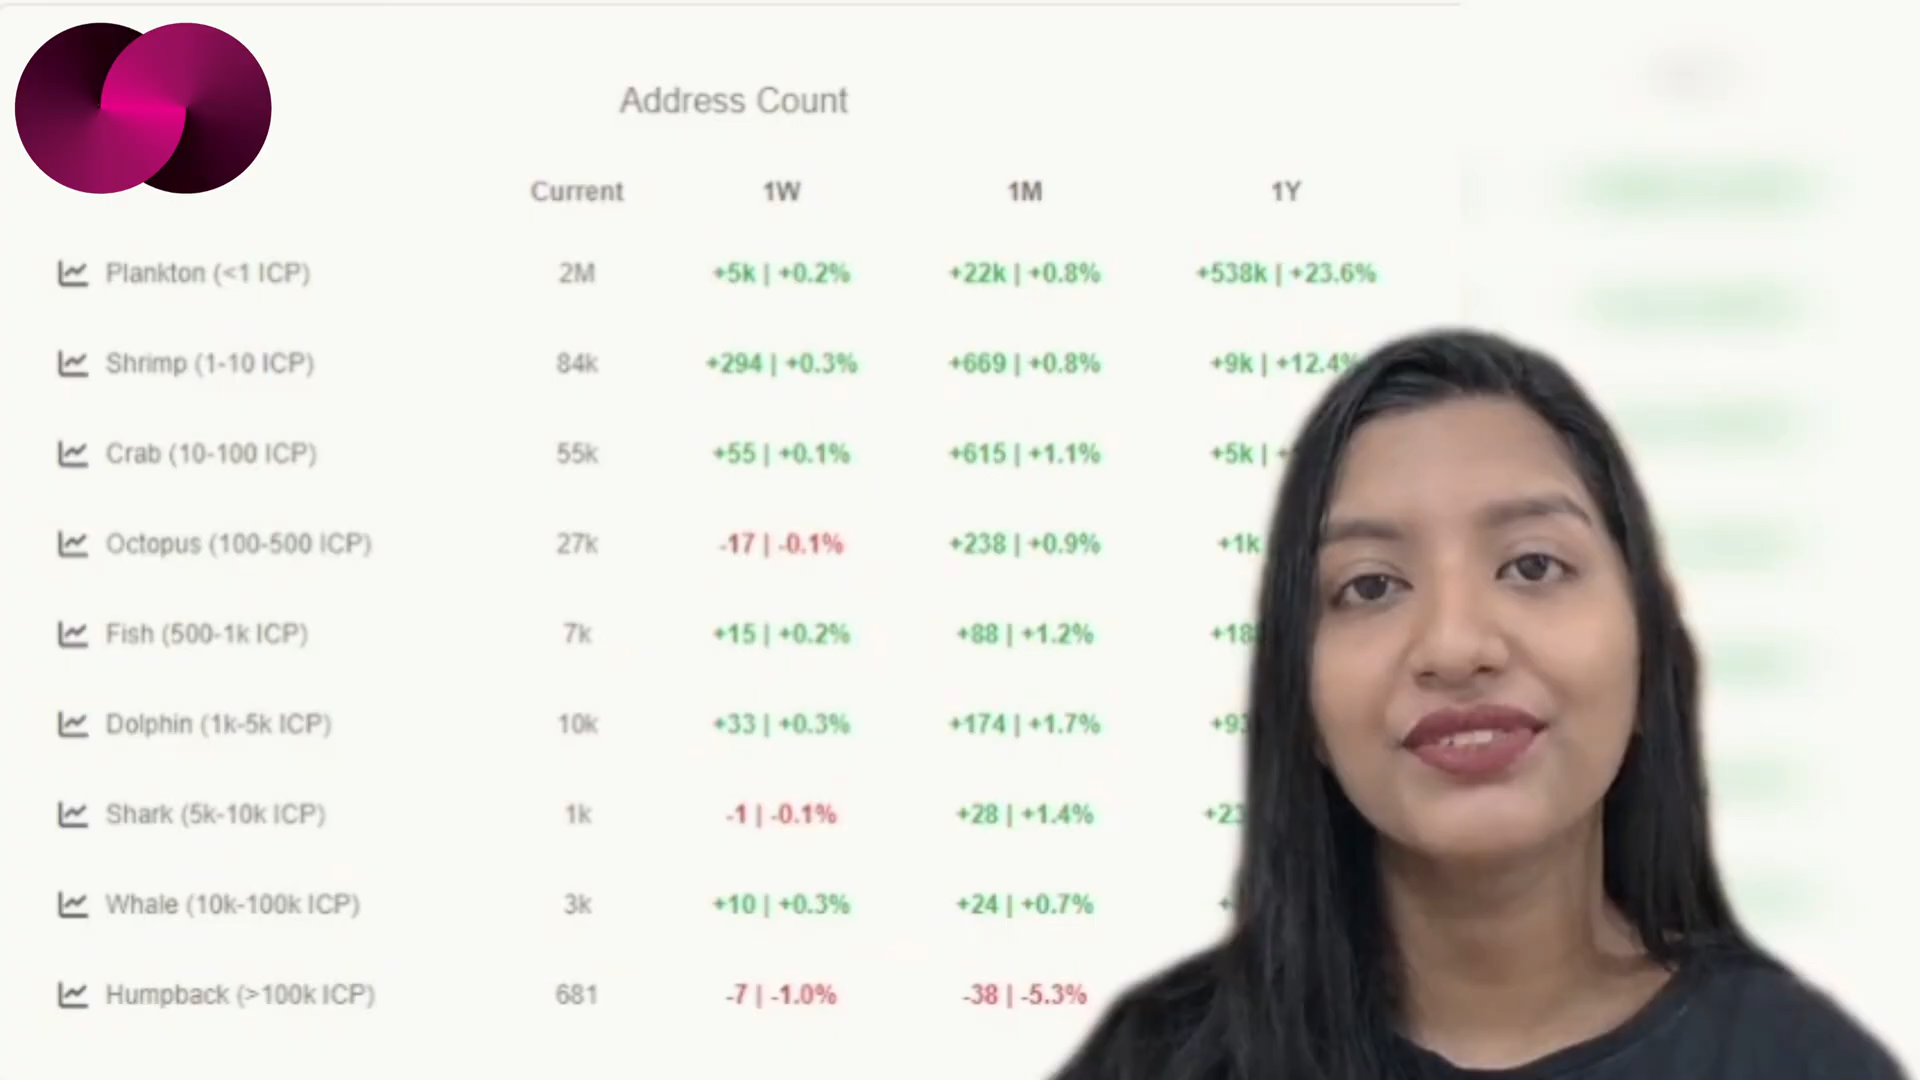 Address Count
Current 1W 1M 1Y
Plankton (<1 ICP) 2M +5k | +0.2% +22k | +0.8% +538k | +23.6%
Shrimp (1-10 ICP) 84k +294 | +0.3% +669 | +0.8% +9k | +12.4%
Crab (10-100 ICP) 55k +55 | +0.1% +615 | +1.1% +5k |
Octopus (100-500 ICP) 27k -17 | -0.1% +238 | +0.9% +1k
Fish (500-1k ICP) 7k +15 | +0.2% +88 | +1.2% +18
Dolphin (1k-5k ICP) 10k +33 | +0.3% +174 | +1.7% +93
Shark (5k-10k ICP) 1k -1 | -0.1% +28 | +1.4% +23
Whale (10k-100k ICP) 3k +10 | +0.3% +24 | +0.7% +
Humpback (>100k ICP) 681 -7 | -1.0% -38 | -5.3%